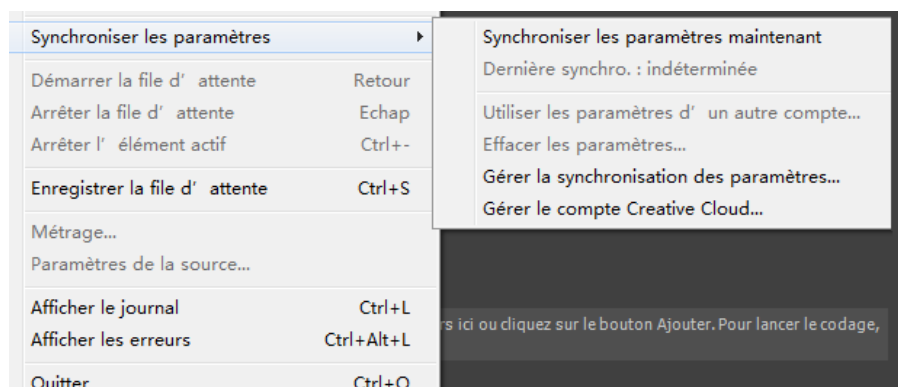 Synchroniser les paramètres
Démarrer la file d’attente Retour
Arrêter la file d’attente Echap
Arrêter l’élément actif Ctrl+-
Enregistrer la file d’attente Ctrl+S
Métrage...
Paramètres de la source...
Afficher le journal Ctrl+L
Afficher les erreurs Ctrl+Alt+L
Quitter Ctrl+Q
Synchroniser les paramètres maintenant
Dernière synchro. : indéterminée
Utiliser les paramètres d’un autre compte...
Effacer les paramètres...
Gérer la synchronisation des paramètres...
Gérer le compte Creative Cloud...
rs ici ou cliquez sur le bouton Ajouter. Pour lancer le codage,